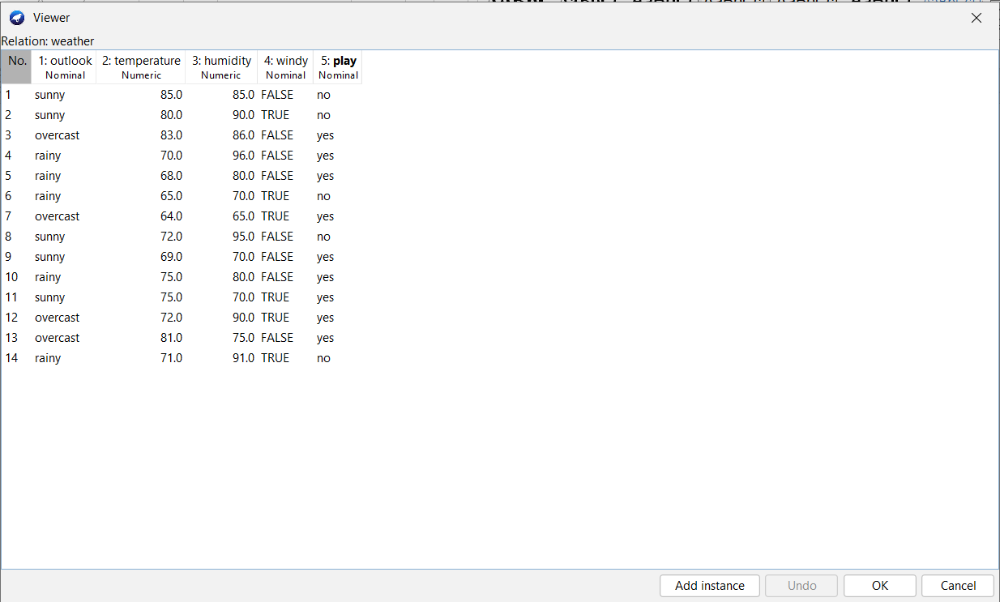 Viewer
Relation: weather
No. 1: outlook 2: temperature 3: humidity 4: windy 5: play
Nominal Numeric Numeric Nominal Nominal
1 sunny 85.0 85.0 FALSE no
2 sunny 80.0 90.0 TRUE no
3 overcast 83.0 86.0 FALSE yes
4 rainy 70.0 96.0 FALSE yes
5 rainy 68.0 80.0 FALSE yes
6 rainy 65.0 70.0 TRUE no
7 overcast 64.0 65.0 TRUE yes
8 sunny 72.0 95.0 FALSE no
9 sunny 69.0 70.0 FALSE yes
10 rainy 75.0 80.0 FALSE yes
11 sunny 75.0 70.0 TRUE yes
12 overcast 72.0 90.0 TRUE yes
13 overcast 81.0 75.0 FALSE yes
14 rainy 71.0 91.0 TRUE no
Add instance Undo OK Cancel